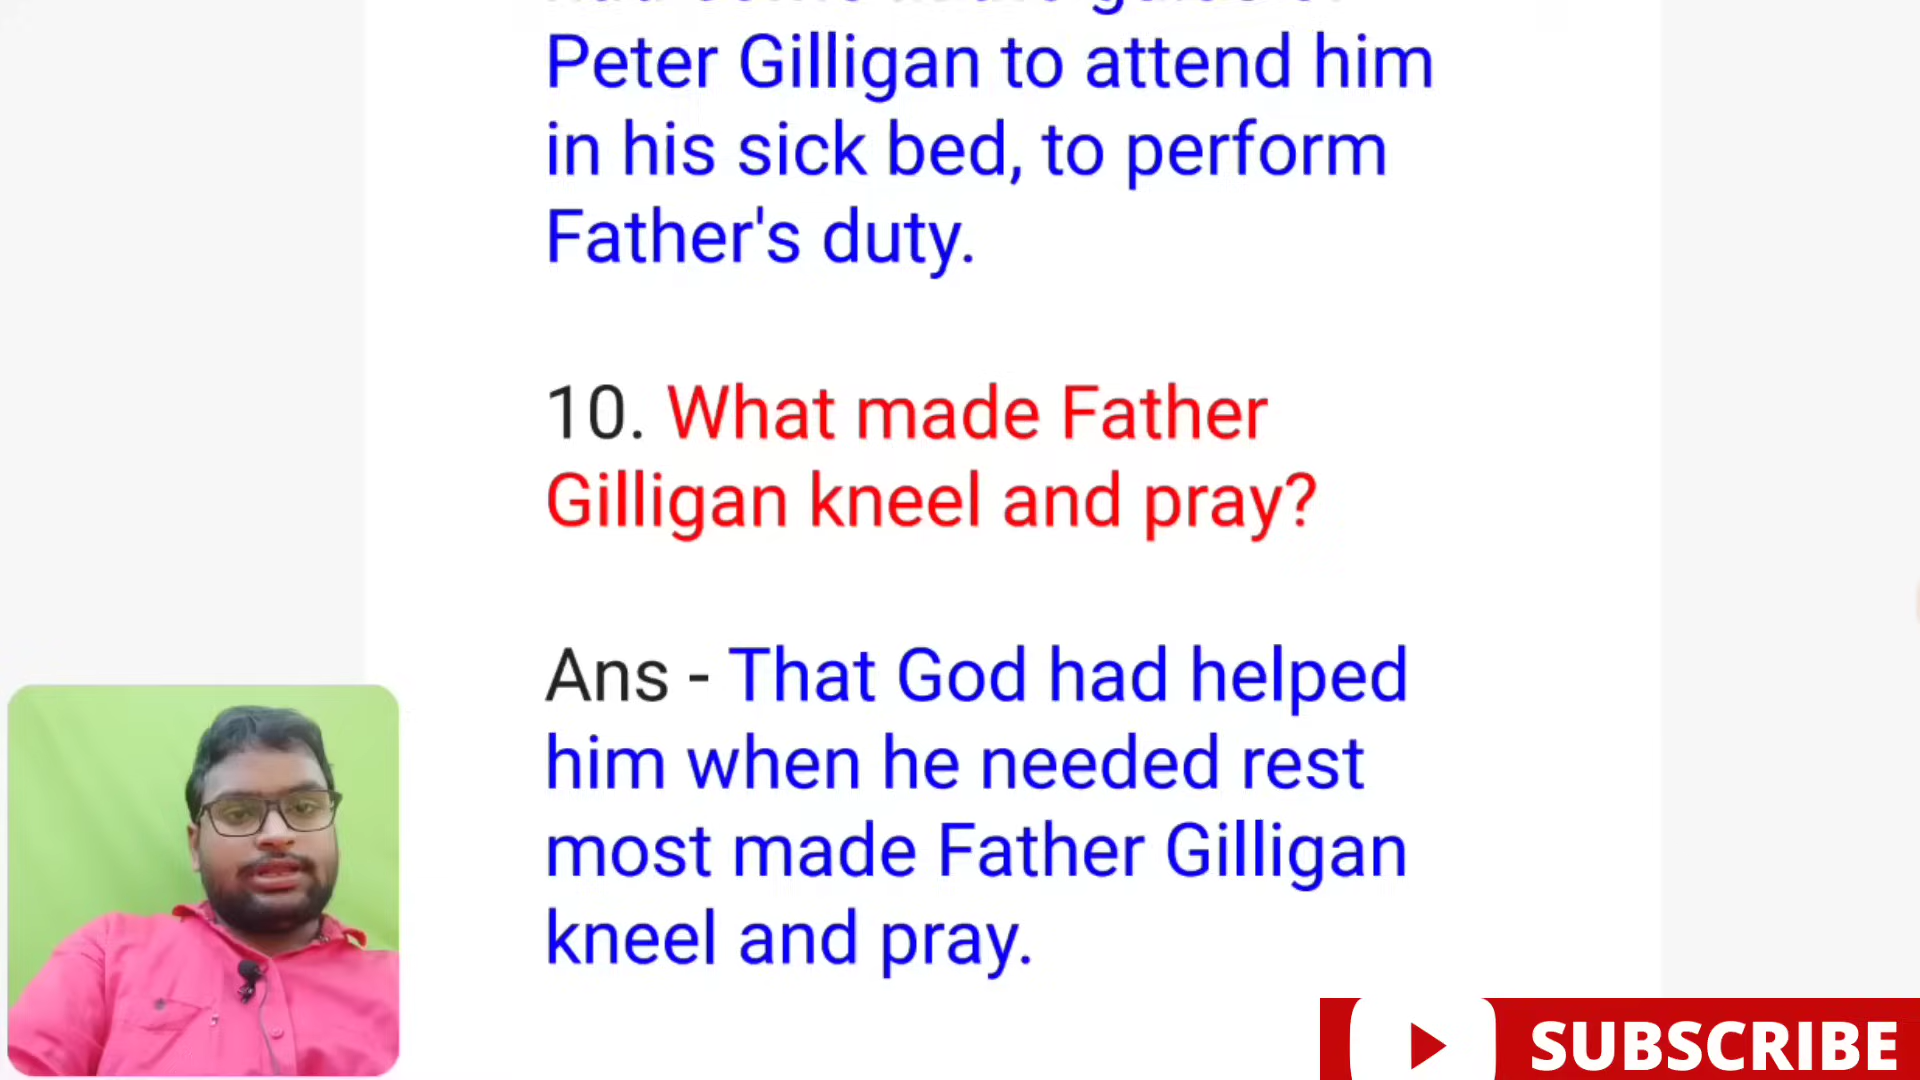 Peter Gilligan to attend him
in his sick bed, to perform
Father's duty.
10. What made Father
Gilligan kneel and pray?
Ans - That God had helped
him when he needed rest
most made Father Gilligan
kneel and pray.
SUBSCRIBE